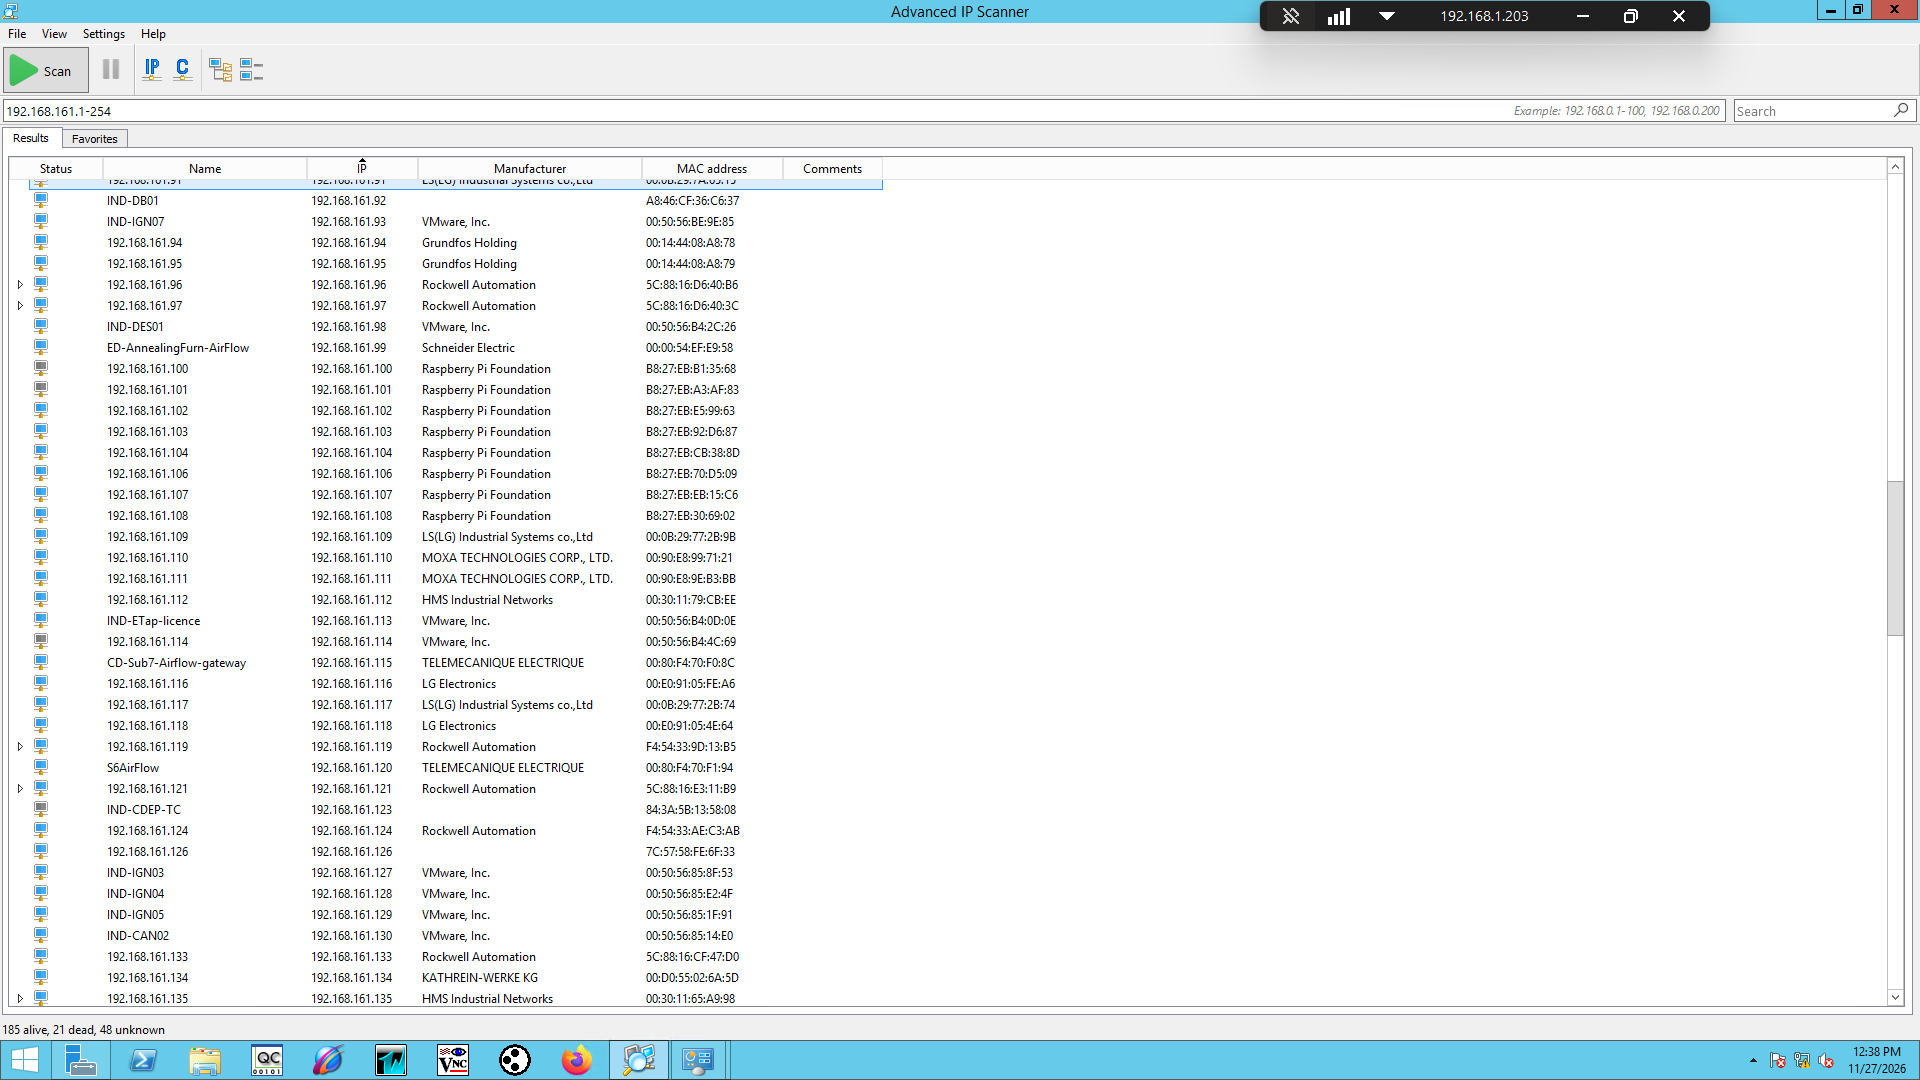 Advanced IP Scanner
192.168.1.203
File View Settings Help
Scan IP C
192.168.161.1-254 Example: 192.168.0.1-100, 192.168.0.200 Search
Results Favorites
Status Name IP Manufacturer MAC address Comments
192.168.161.91 192.168.161.91 LS(LG) Industrial Systems co.,Ltd
IND-DB01 192.168.161.92 A8:46:CF:36:C6:37
IND-IGN07 192.168.161.93 VMware, Inc. 00:50:56:BE:9E:85
192.168.161.94 192.168.161.94 Grundfos Holding 00:14:44:08:A8:78
192.168.161.95 192.168.161.95 Grundfos Holding 00:14:44:08:A8:79
192.168.161.96 192.168.161.96 Rockwell Automation 5C:88:16:D6:40:B6
192.168.161.97 192.168.161.97 Rockwell Automation 5C:88:16:D6:40:3C
IND-DES01 192.168.161.98 VMware, Inc. 00:50:56:B4:2C:26
ED-AnnealingFurn-AirFlow 192.168.161.99 Schneider Electric 00:00:54:EF:E9:58
192.168.161.100 192.168.161.100 Raspberry Pi Foundation B8:27:EB:B1:35:68
192.168.161.101 192.168.161.101 Raspberry Pi Foundation B8:27:EB:A3:AF:83
192.168.161.102 192.168.161.102 Raspberry Pi Foundation B8:27:EB:E5:99:63
192.168.161.103 192.168.161.103 Raspberry Pi Foundation B8:27:EB:92:D6:87
192.168.161.104 192.168.161.104 Raspberry Pi Foundation B8:27:EB:CB:38:8D
192.168.161.106 192.168.161.106 Raspberry Pi Foundation B8:27:EB:70:D5:09
192.168.161.107 192.168.161.107 Raspberry Pi Foundation B8:27:EB:EB:15:C6
192.168.161.108 192.168.161.108 Raspberry Pi Foundation B8:27:EB:30:69:02
192.168.161.109 192.168.161.109 LS(LG) Industrial Systems co.,Ltd 00:0B:29:77:2B:9B
192.168.161.110 192.168.161.110 MOXA TECHNOLOGIES CORP., LTD. 00:90:E8:99:71:21
192.168.161.111 192.168.161.111 MOXA TECHNOLOGIES CORP., LTD. 00:90:E8:9E:B3:BB
192.168.161.112 192.168.161.112 HMS Industrial Networks 00:30:11:79:CB:EE
IND-ETap-licence 192.168.161.113 VMware, Inc. 00:50:56:B4:0D:0E
192.168.161.114 192.168.161.114 VMware, Inc. 00:50:56:B4:4C:69
CD-Sub7-Airflow-gateway 192.168.161.115 TELEMECANIQUE ELECTRIQUE 00:80:F4:70:F0:8C
192.168.161.116 192.168.161.116 LG Electronics 00:E0:91:05:FE:A6
192.168.161.117 192.168.161.117 LS(LG) Industrial Systems co.,Ltd 00:0B:29:77:2B:74
192.168.161.118 192.168.161.118 LG Electronics 00:E0:91:05:4E:64
192.168.161.119 192.168.161.119 Rockwell Automation F4:54:33:9D:13:B5
S6AirFlow 192.168.161.120 TELEMECANIQUE ELECTRIQUE 00:80:F4:70:F1:94
192.168.161.121 192.168.161.121 Rockwell Automation 5C:88:16:E3:11:B9
IND-CDEP-TC 192.168.161.123 84:3A:5B:13:58:08
192.168.161.124 192.168.161.124 Rockwell Automation F4:54:33:AE:C3:AB
192.168.161.126 192.168.161.126 7C:57:58:FE:6F:33
IND-IGN03 192.168.161.127 VMware, Inc. 00:50:56:85:8F:53
IND-IGN04 192.168.161.128 VMware, Inc. 00:50:56:85:E2:4F
IND-IGN05 192.168.161.129 VMware, Inc. 00:50:56:85:1F:91
IND-CAN02 192.168.161.130 VMware, Inc. 00:50:56:85:14:E0
192.168.161.133 192.168.161.133 Rockwell Automation 5C:88:16:CF:47:D0
192.168.161.134 192.168.161.134 KATHREIN-WERKE KG 00:D0:55:02:6A:5D
192.168.161.135 192.168.161.135 HMS Industrial Networks 00:30:11:65:A9:98
185 alive, 21 dead, 48 unknown
QC
00101
VNC
12:38 PM
11/27/2026